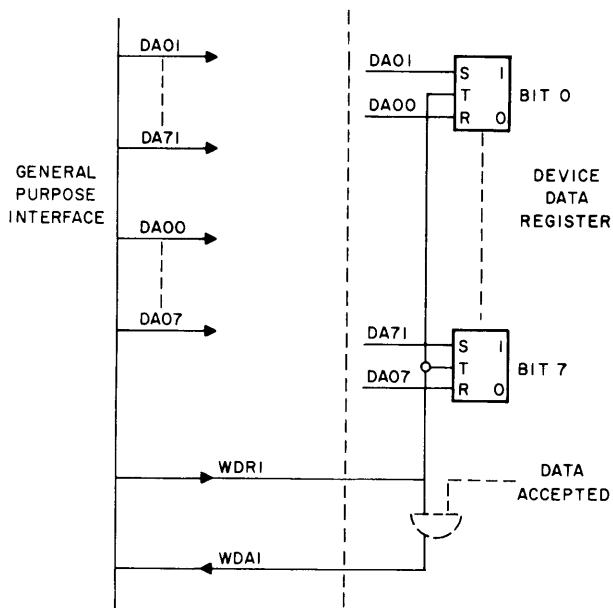 DA01
DA71
GENERAL
PURPOSE
INTERFACE
DA00
DA07
DA01
S 1
T
DA00
R 0
BIT 0
DEVICE
DATA
REGISTER
DA71
S 1
T
DA07
R 0
BIT 7
WDR1
DATA
ACCEPTED
WDA1